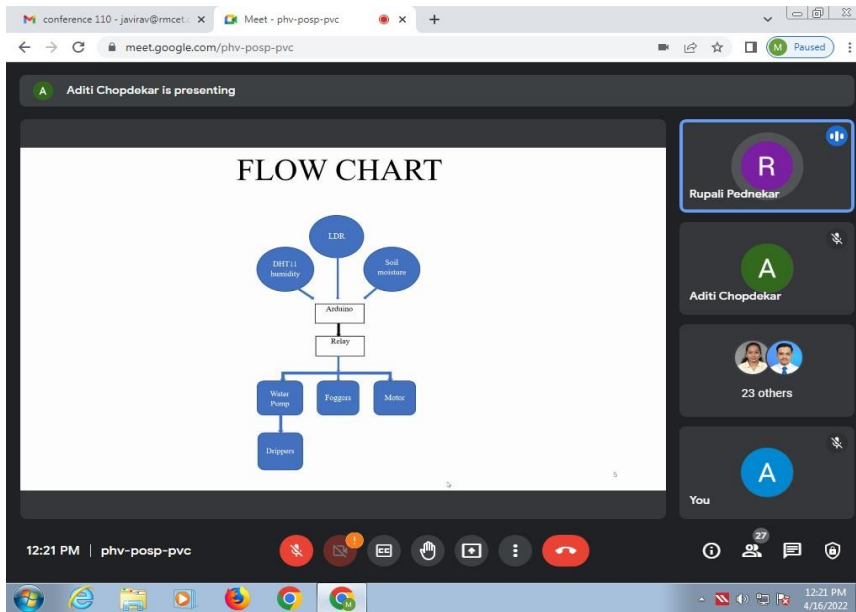 conference 110 - javirav@rmcet.
Meet - phv-posp-pvc
meet.google.com/phv-posp-pvc
M
Paused
A
Aditi Chopdekar is presenting
FLOW CHART
LDR
DHT11
humidity
Soil
moisture
Arduino
Relay
Water
Pump
Foggers
Motor
Drippers
5
R
Rupali Pednekar
A
Aditi Chopdekar
23 others
A
You
12:21 PM | phv-posp-pvc
CC
27
12:21 PM
4/16/2022